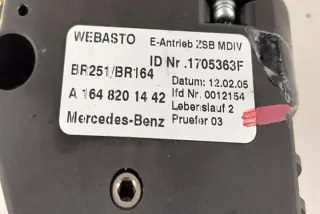 WEBASTO E-Antrieb ZSB MDIV
ID Nr .1705363F
BR251/BR164
Datum: 12.02.05
A 164 820 14 42 lfd Nr. 0012154
Lebenslauf 2
Mercedes-Benz Pruefer 03